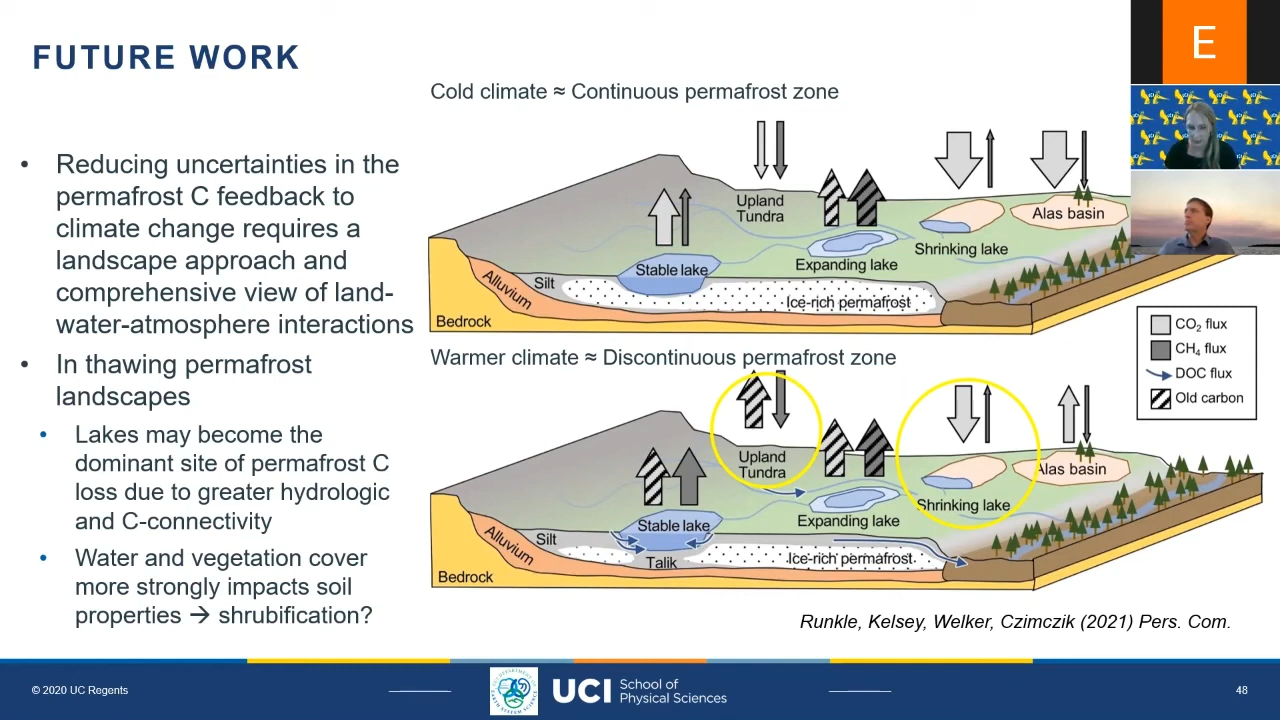 FUTURE WORK
• Reducing uncertainties in the
permafrost C feedback to
climate change requires a
landscape approach and
comprehensive view of land-
water-atmosphere interactions
• In thawing permafrost
landscapes
• Lakes may become the
dominant site of permafrost C
loss due to greater hydrologic
and C-connectivity
• Water and vegetation cover
more strongly impacts soil
properties → shrubification?
Cold climate ≈ Continuous permafrost zone
Upland
Tundra
Alas basin
Shrinking lake
Expanding lake
Stable lake
Silt
Alluvium
Ice-rich permafrost
Bedrock
Warmer climate ≈ Discontinuous permafrost zone
Upland
Tundra
Alas basin
Shrinking lake
Expanding lake
Stable lake
Silt
Alluvium
Talik
Ice-rich permafrost
Bedrock
E
CO₂ flux
CH₄ flux
DOC flux
Old carbon
Runkle, Kelsey, Welker, Czimczik (2021) Pers. Com.
© 2020 UC Regents
UCI
School of
Physical Sciences
48